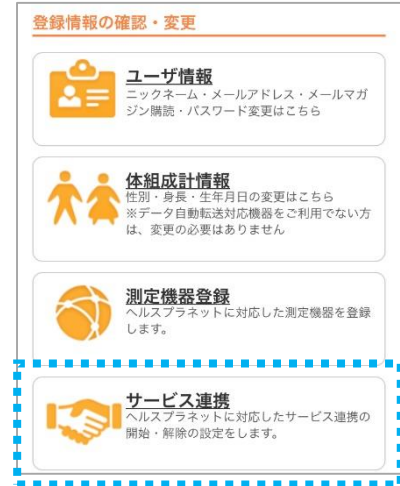 登録情報の確認・変更
ユーザ情報
ニックネーム・メールアドレス・メールマガ
ジン購読・パスワード変更はこちら
体組成計情報
性別・身長・生年月日の変更はこちら
※データ自動転送対応機器をご利用でない方
は、変更の必要はありません
測定機器登録
ヘルスプラネットに対応した測定機器を登録
します。
サービス連携
ヘルスプラネットに対応したサービス連携の
開始・解除の設定をします。